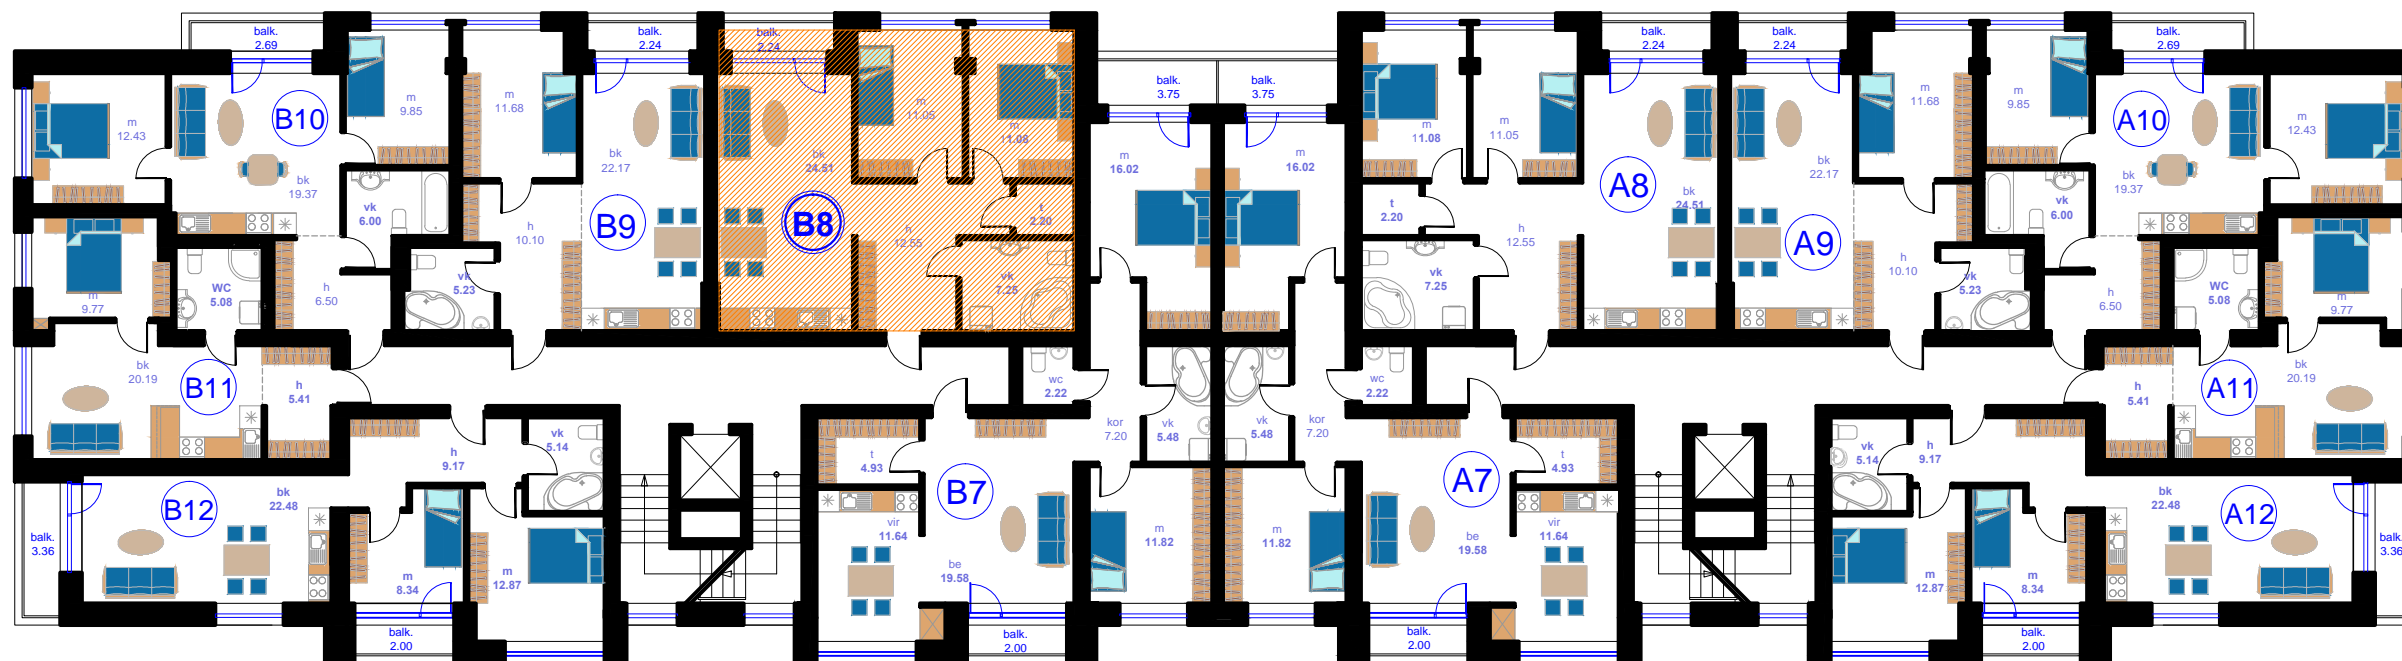 balk.
2.69
balk.
2.24
balk.
2.24
balk.
2.24
balk.
2.24
balk.
2.69
balk.
3.75
balk.
3.75
m
12.43
B10
m
9.85
m
11.68
m
11.05
m
11.08
m
11.08
m
11.05
m
11.68
m
9.85
A10
m
12.43
bk
19.37
bk
22.17
bk
24.51
m
16.02
m
16.02
A8
bk
24.51
bk
22.17
bk
19.37
vk
6.00
B9
B8
t
2.20
t
2.20
A9
vk
6.00
h
10.10
h
12.55
h
12.55
h
10.10
m
9.77
WC
5.08
h
6.50
vk
5.23
vk
7.25
vk
7.25
vk
5.23
h
6.50
WC
5.08
m
9.77
bk
20.19
B11
h
5.41
wc
2.22
wc
2.22
h
5.41
A11
bk
20.19
kor
7.20
vk
5.48
vk
5.48
kor
7.20
h
9.17
vk
5.14
t
4.93
t
4.93
vk
5.14
h
9.17
B12
bk
22.48
B7
A7
bk
22.48
A12
balk.
3.36
vir
11.64
m
11.82
m
11.82
vir
11.64
balk.
3.36
be
19.58
be
19.58
m
8.34
m
12.87
m
12.87
m
8.34
balk.
2.00
balk.
2.00
balk.
2.00
balk.
2.00